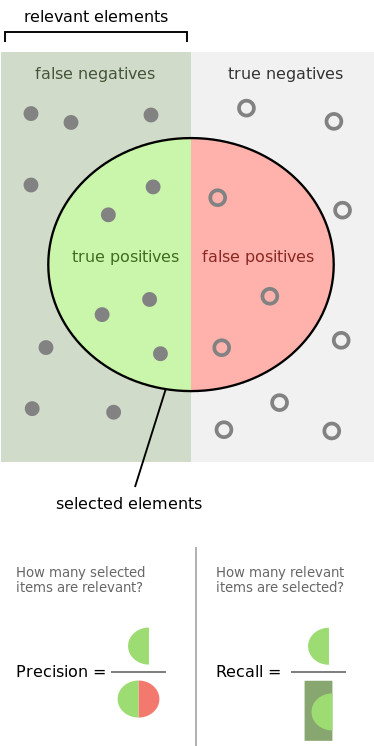 relevant elements
false negatives
true negatives
true positives
false positives
selected elements
How many selected
items are relevant?
How many relevant
items are selected?
Precision =
Recall =